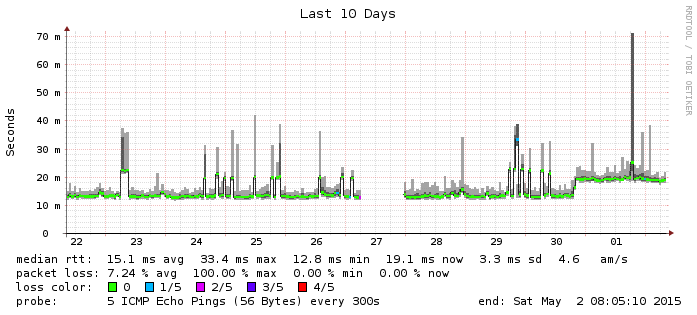 Last 10 Days
RRDTOOL / TOBI OETIKER
Seconds
70 m
60 m
50 m
40 m
30 m
20 m
10 m
0
22 23 24 25 26 27 28 29 30 01
median rtt: 15.1 ms avg 33.4 ms max 12.8 ms min 19.1 ms now 3.3 ms sd 4.6 am/s
packet loss: 7.24 % avg 100.00 % max 0.00 % min 0.00 % now
loss color: 0 1/5 2/5 3/5 4/5
probe: 5 ICMP Echo Pings (56 Bytes) every 300s end: Sat May 2 08:05:10 2015